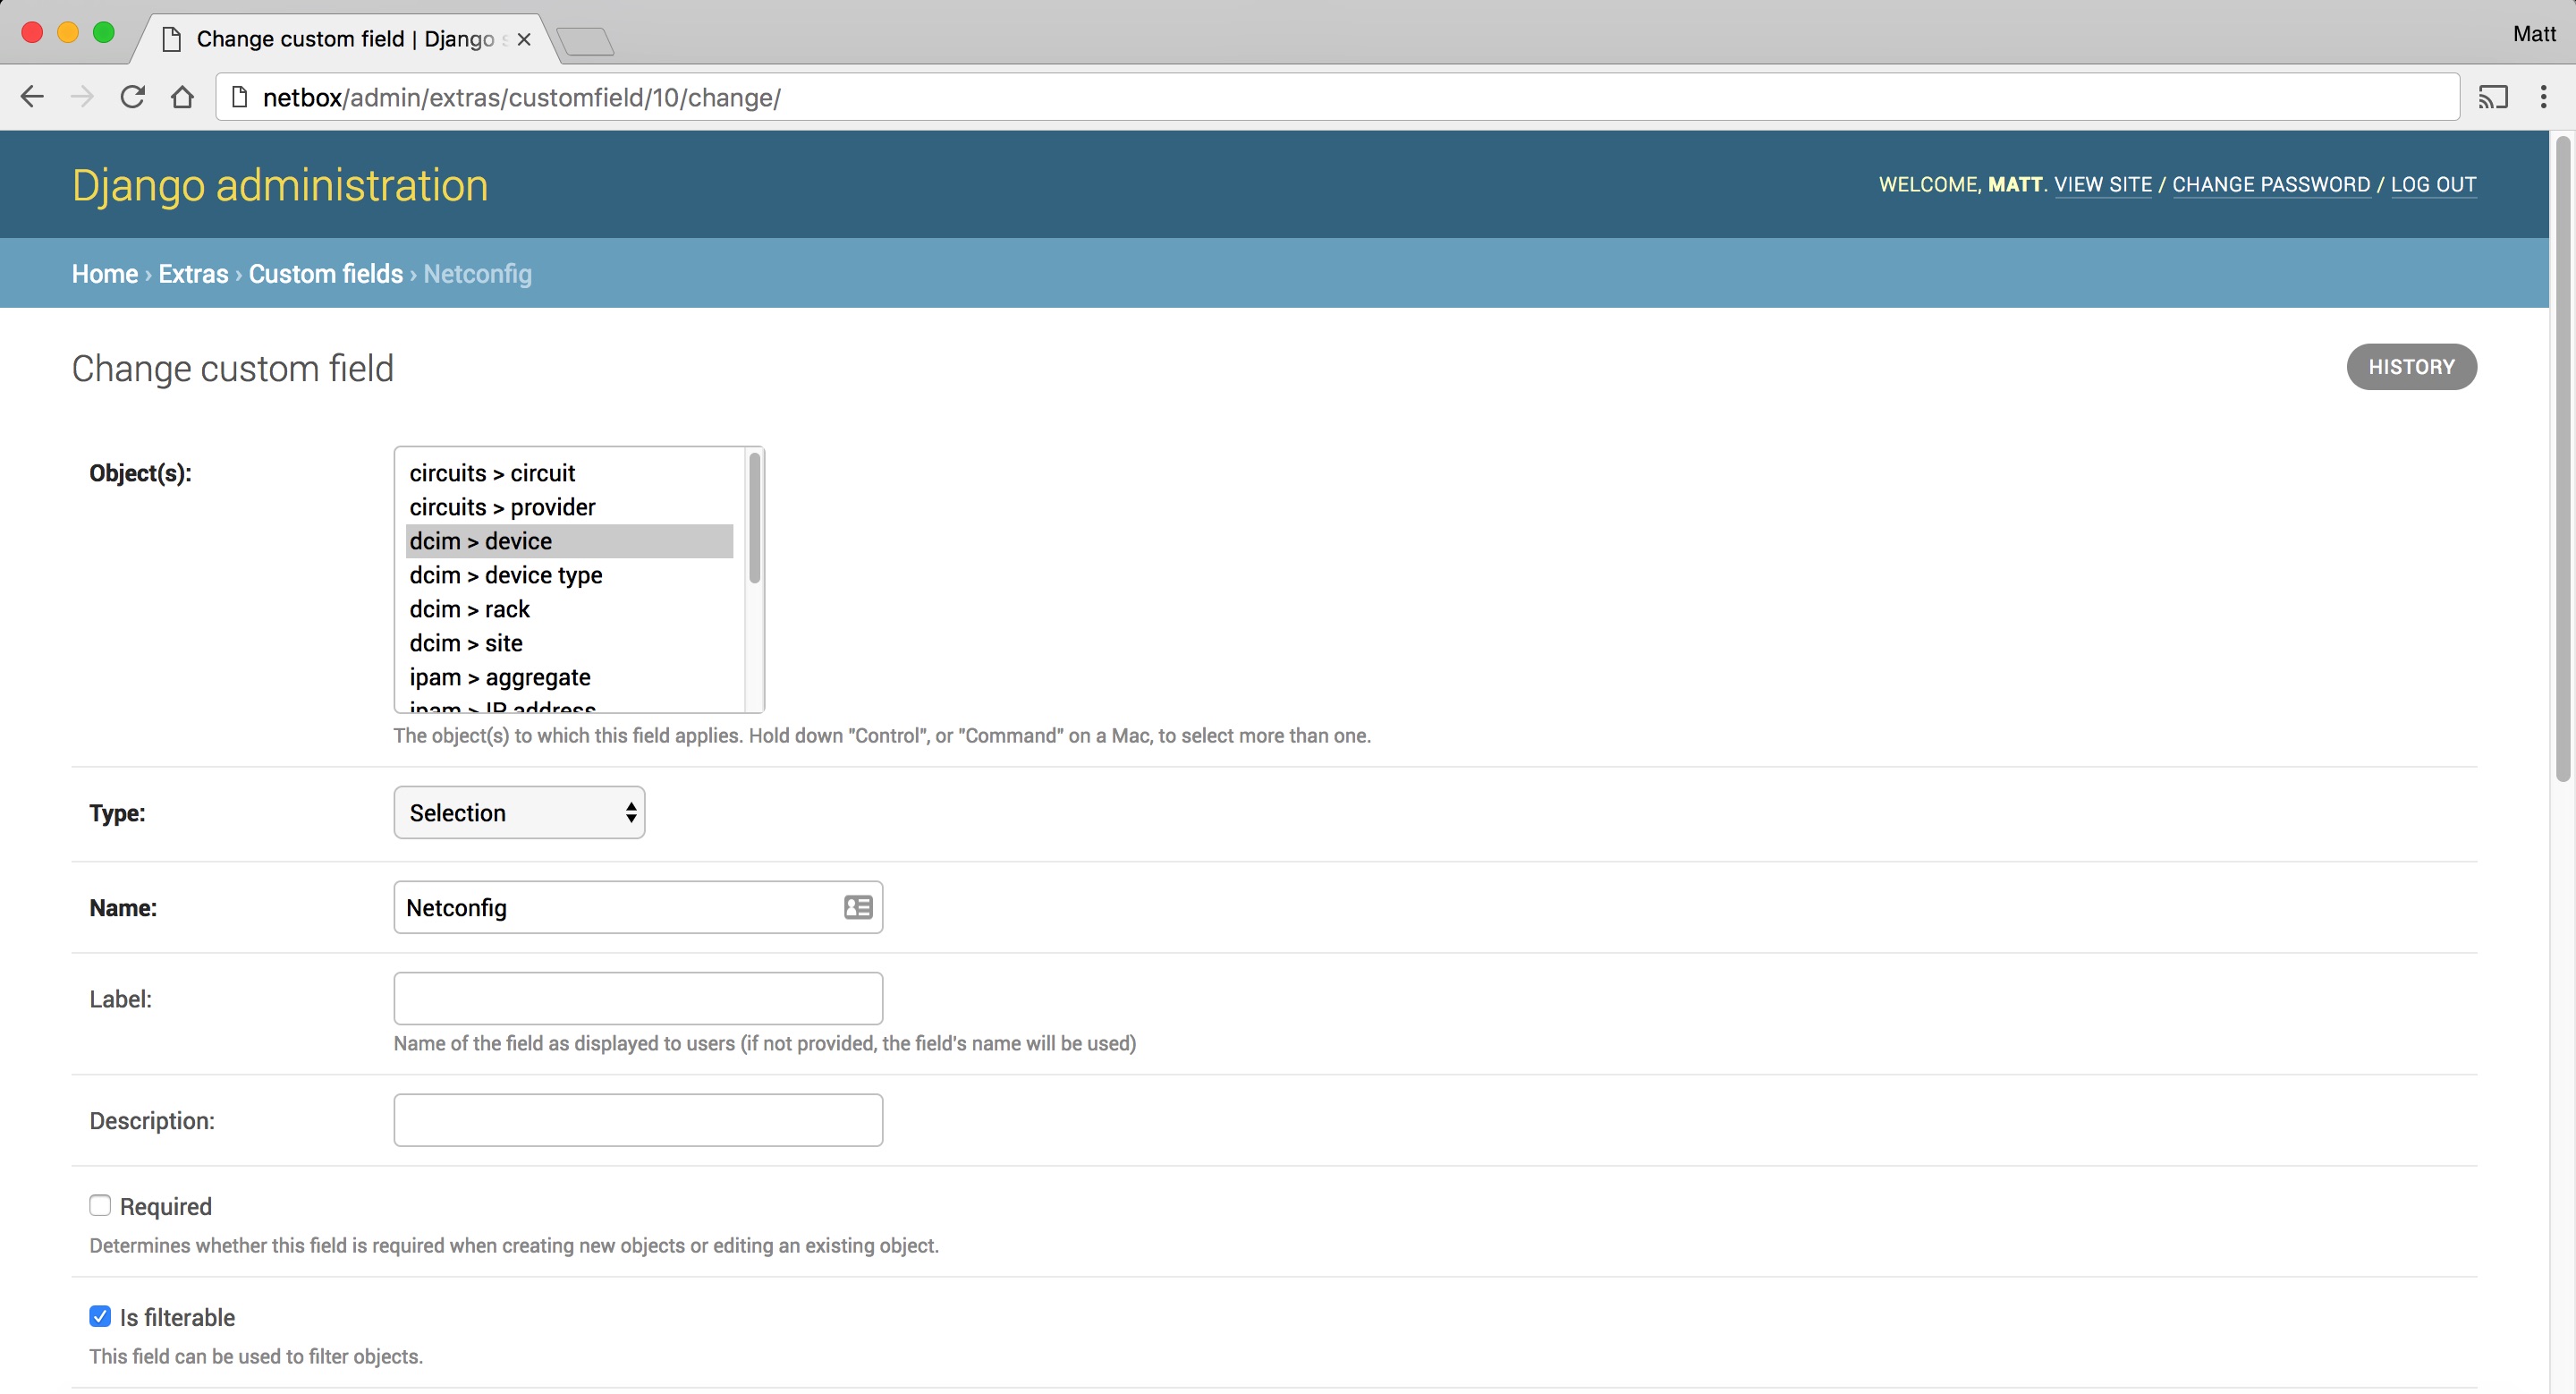 Change custom field | Django s
Matt
netbox/admin/extras/customfield/10/change/
Django administration
WELCOME, MATT. VIEW SITE / CHANGE PASSWORD / LOG OUT
Home › Extras › Custom fields › Netconfig
Change custom field
HISTORY
Object(s):
circuits > circuit
circuits > provider
dcim > device
dcim > device type
dcim > rack
dcim > site
ipam > aggregate
ipam > IP address
The object(s) to which this field applies. Hold down "Control", or "Command" on a Mac, to select more than one.
Type:
Selection
Name:
Netconfig
Label:
Name of the field as displayed to users (if not provided, the field's name will be used)
Description:
Required
Determines whether this field is required when creating new objects or editing an existing object.
Is filterable
This field can be used to filter objects.